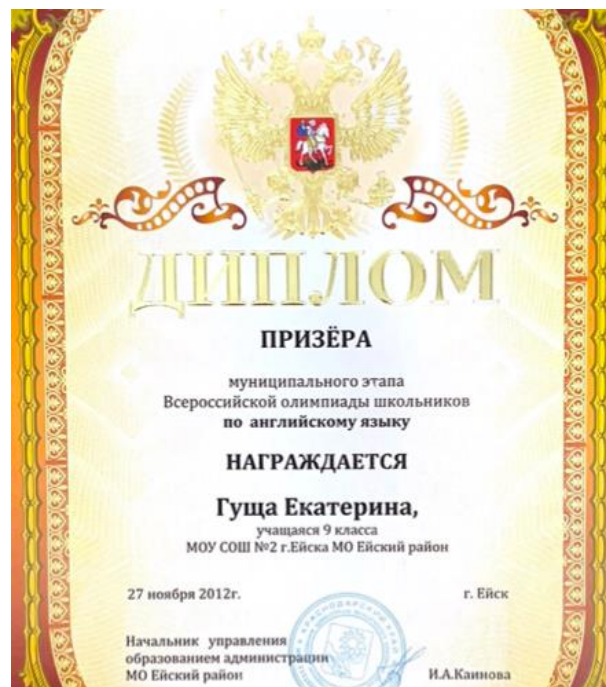 ДИПЛОМ
ПРИЗЁРА
муниципального этапа
Всероссийской олимпиады школьников
по английскому языку
НАГРАЖДАЕТСЯ
Гуща Екатерина,
учащаяся 9 класса
МОУ СОШ №2 г.Ейска МО Ейский район
27 ноября 2012г. г. Ейск
Начальник управления
образованием администрации
МО Ейский район И.А.Каинова